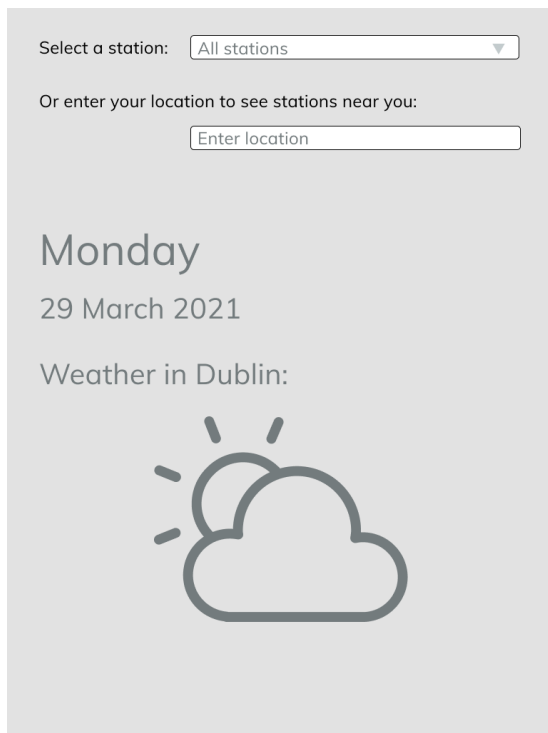 Select a station: All stations
Or enter your location to see stations near you:
Enter location
Monday
29 March 2021
Weather in Dublin: